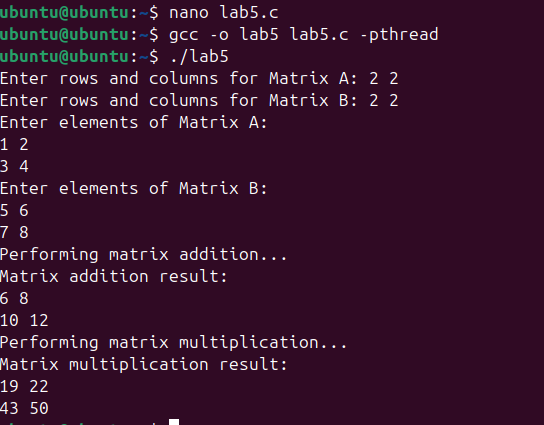 ubuntu@ubuntu:~$ nano lab5.c
ubuntu@ubuntu:~$ gcc -o lab5 lab5.c -pthread
ubuntu@ubuntu:~$ ./lab5
Enter rows and columns for Matrix A: 2 2
Enter rows and columns for Matrix B: 2 2
Enter elements of Matrix A:
1 2
3 4
Enter elements of Matrix B:
5 6
7 8
Performing matrix addition...
Matrix addition result:
6 8
10 12
Performing matrix multiplication...
Matrix multiplication result:
19 22
43 50